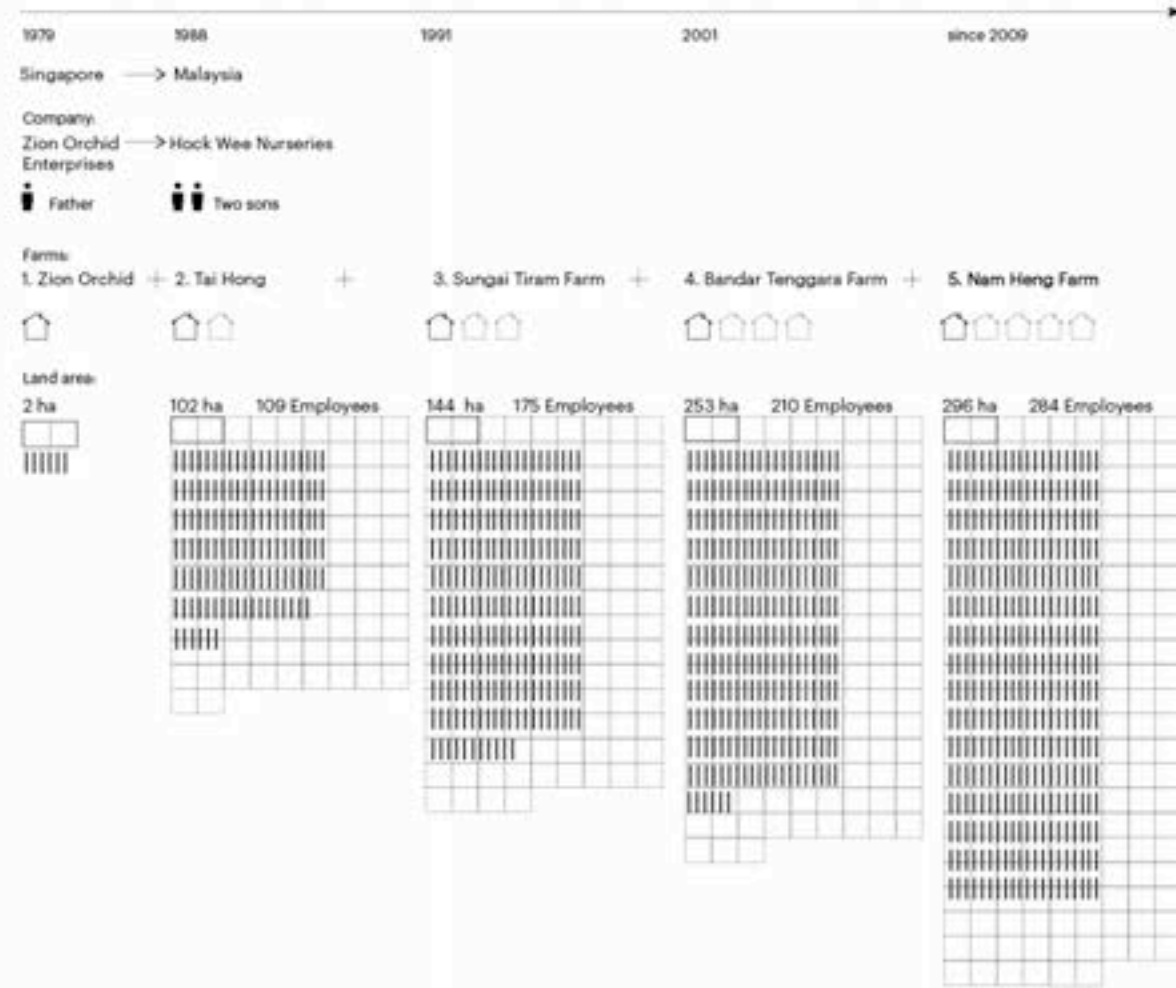 1979 1988 1991 2001 since 2009
Singapore Malaysia
Company:
Zion Orchid Hock Wee Nurseries
Enterprises
Father Two sons
Farms:
1. Zion Orchid + 2. Tai Hong + 3. Sungai Tiram Farm + 4. Bandar Tenggara Farm + 5. Nam Heng Farm
Land area:
2 ha 102 ha 109 Employees 144 ha 175 Employees 253 ha 210 Employees 296 ha 284 Employees